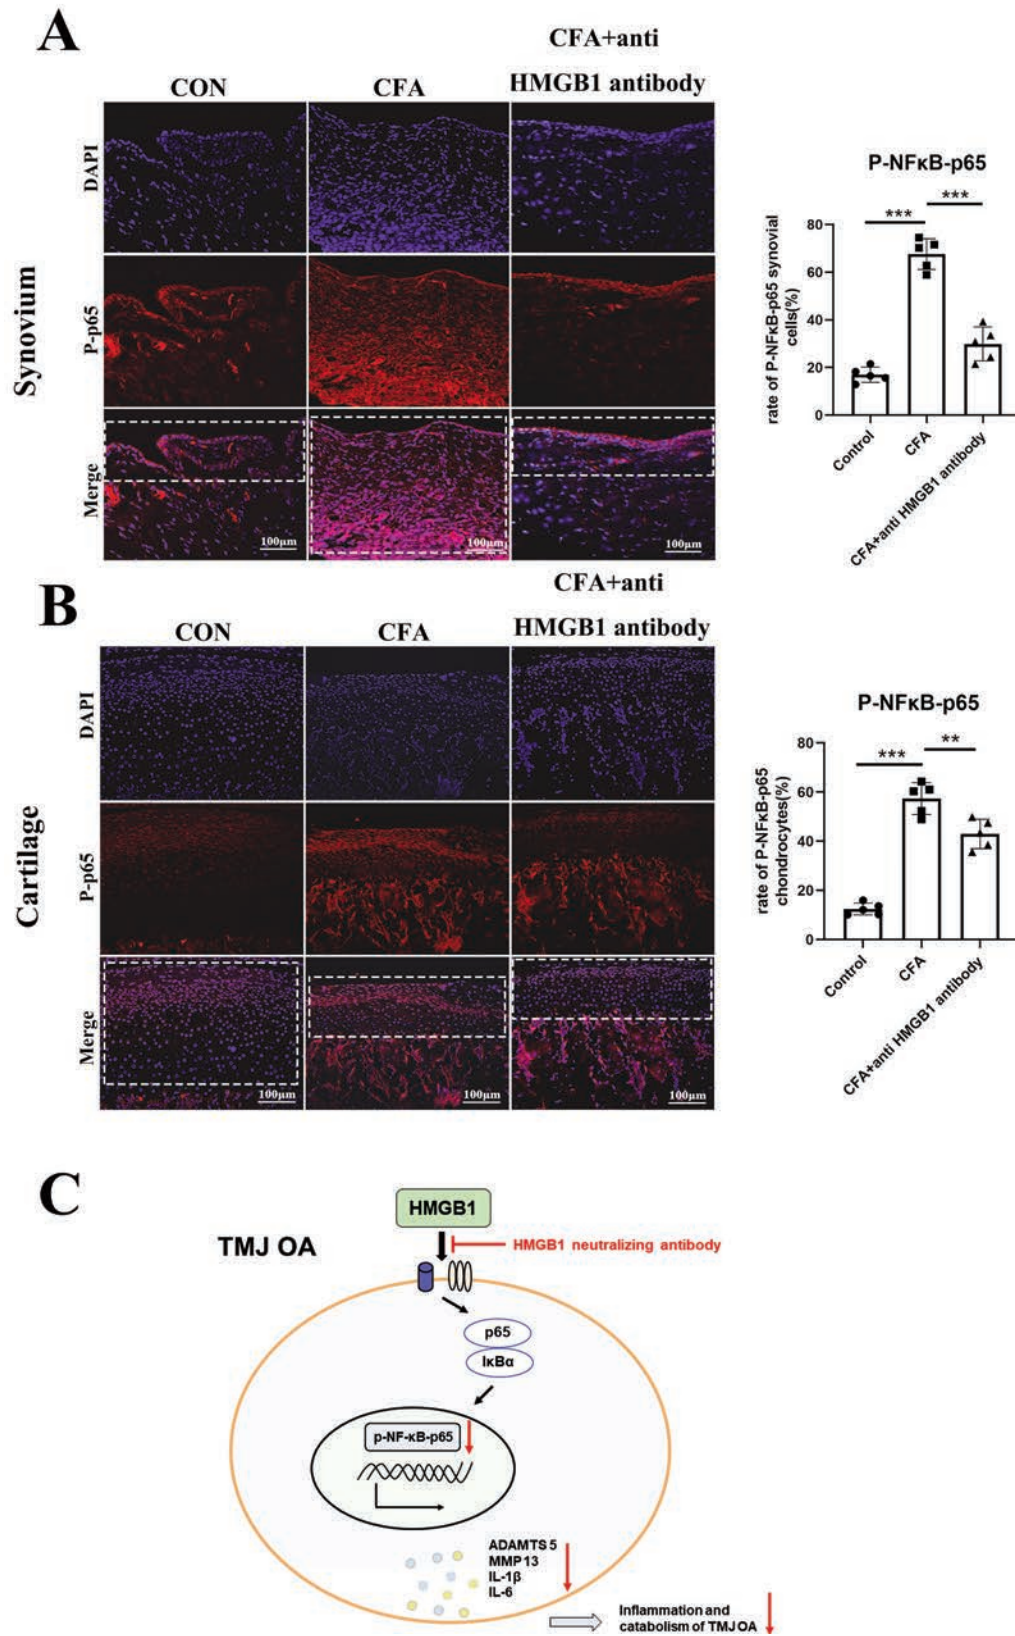 A
CFA+anti
CON CFA HMGB1 antibody
Synovium
DAPI
P-p65
Merge
100μm 100μm 100μm
P-NFκB-p65
*** ***
rate of P-NFκB-p65 synovial
cells(%)
80
60
40
20
0
Control
CFA
CFA+anti HMGB1 antibody
B
CFA+anti
CON CFA HMGB1 antibody
Cartilage
DAPI
P-p65
Merge
100μm 100μm 100μm
P-NFκB-p65
*** **
rate of P-NFκB-p65
chondrocytes(%)
80
60
40
20
0
Control
CFA
CFA+anti HMGB1 antibody
C
HMGB1
TMJ OA
HMGB1 neutralizing antibody
p65
IκBα
p-NF-κB-p65
ADAMTS 5
MMP 13
IL-1β
IL-6
Inflammation and
catabolism of TMJ OA